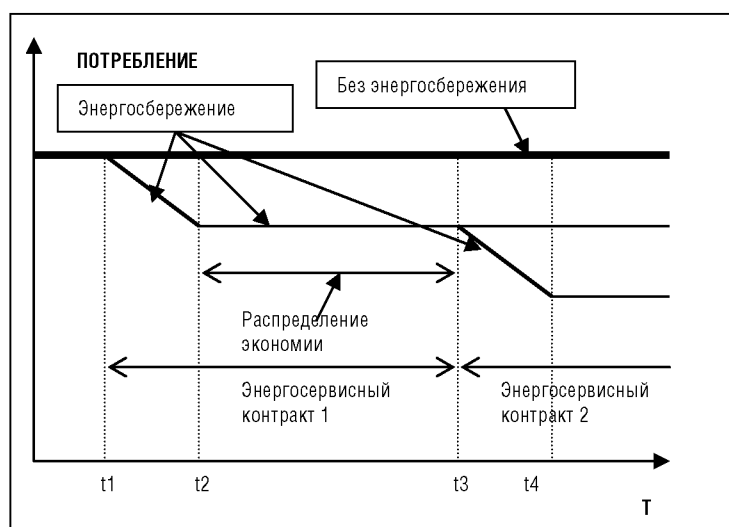 ПОТРЕБЛЕНИЕ
Без энергосбережения
Энергосбережение
Распределение
экономии
Энергосервисный
контракт 1
Энергосервисный
контракт 2
t1
t2
t3
t4
T